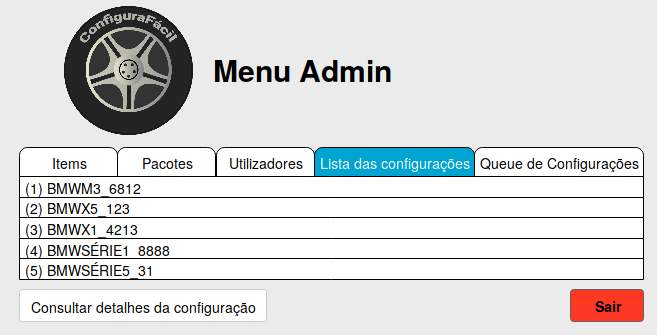 ConfiguraFácil
Menu Admin
Items Pacotes Utilizadores Lista das configurações Queue de Configurações
(1) BMWM3_6812
(2) BMWX5_123
(3) BMWX1_4213
(4) BMWSÉRIE1_8888
(5) BMWSÉRIE5_31
Consultar detalhes da configuração Sair